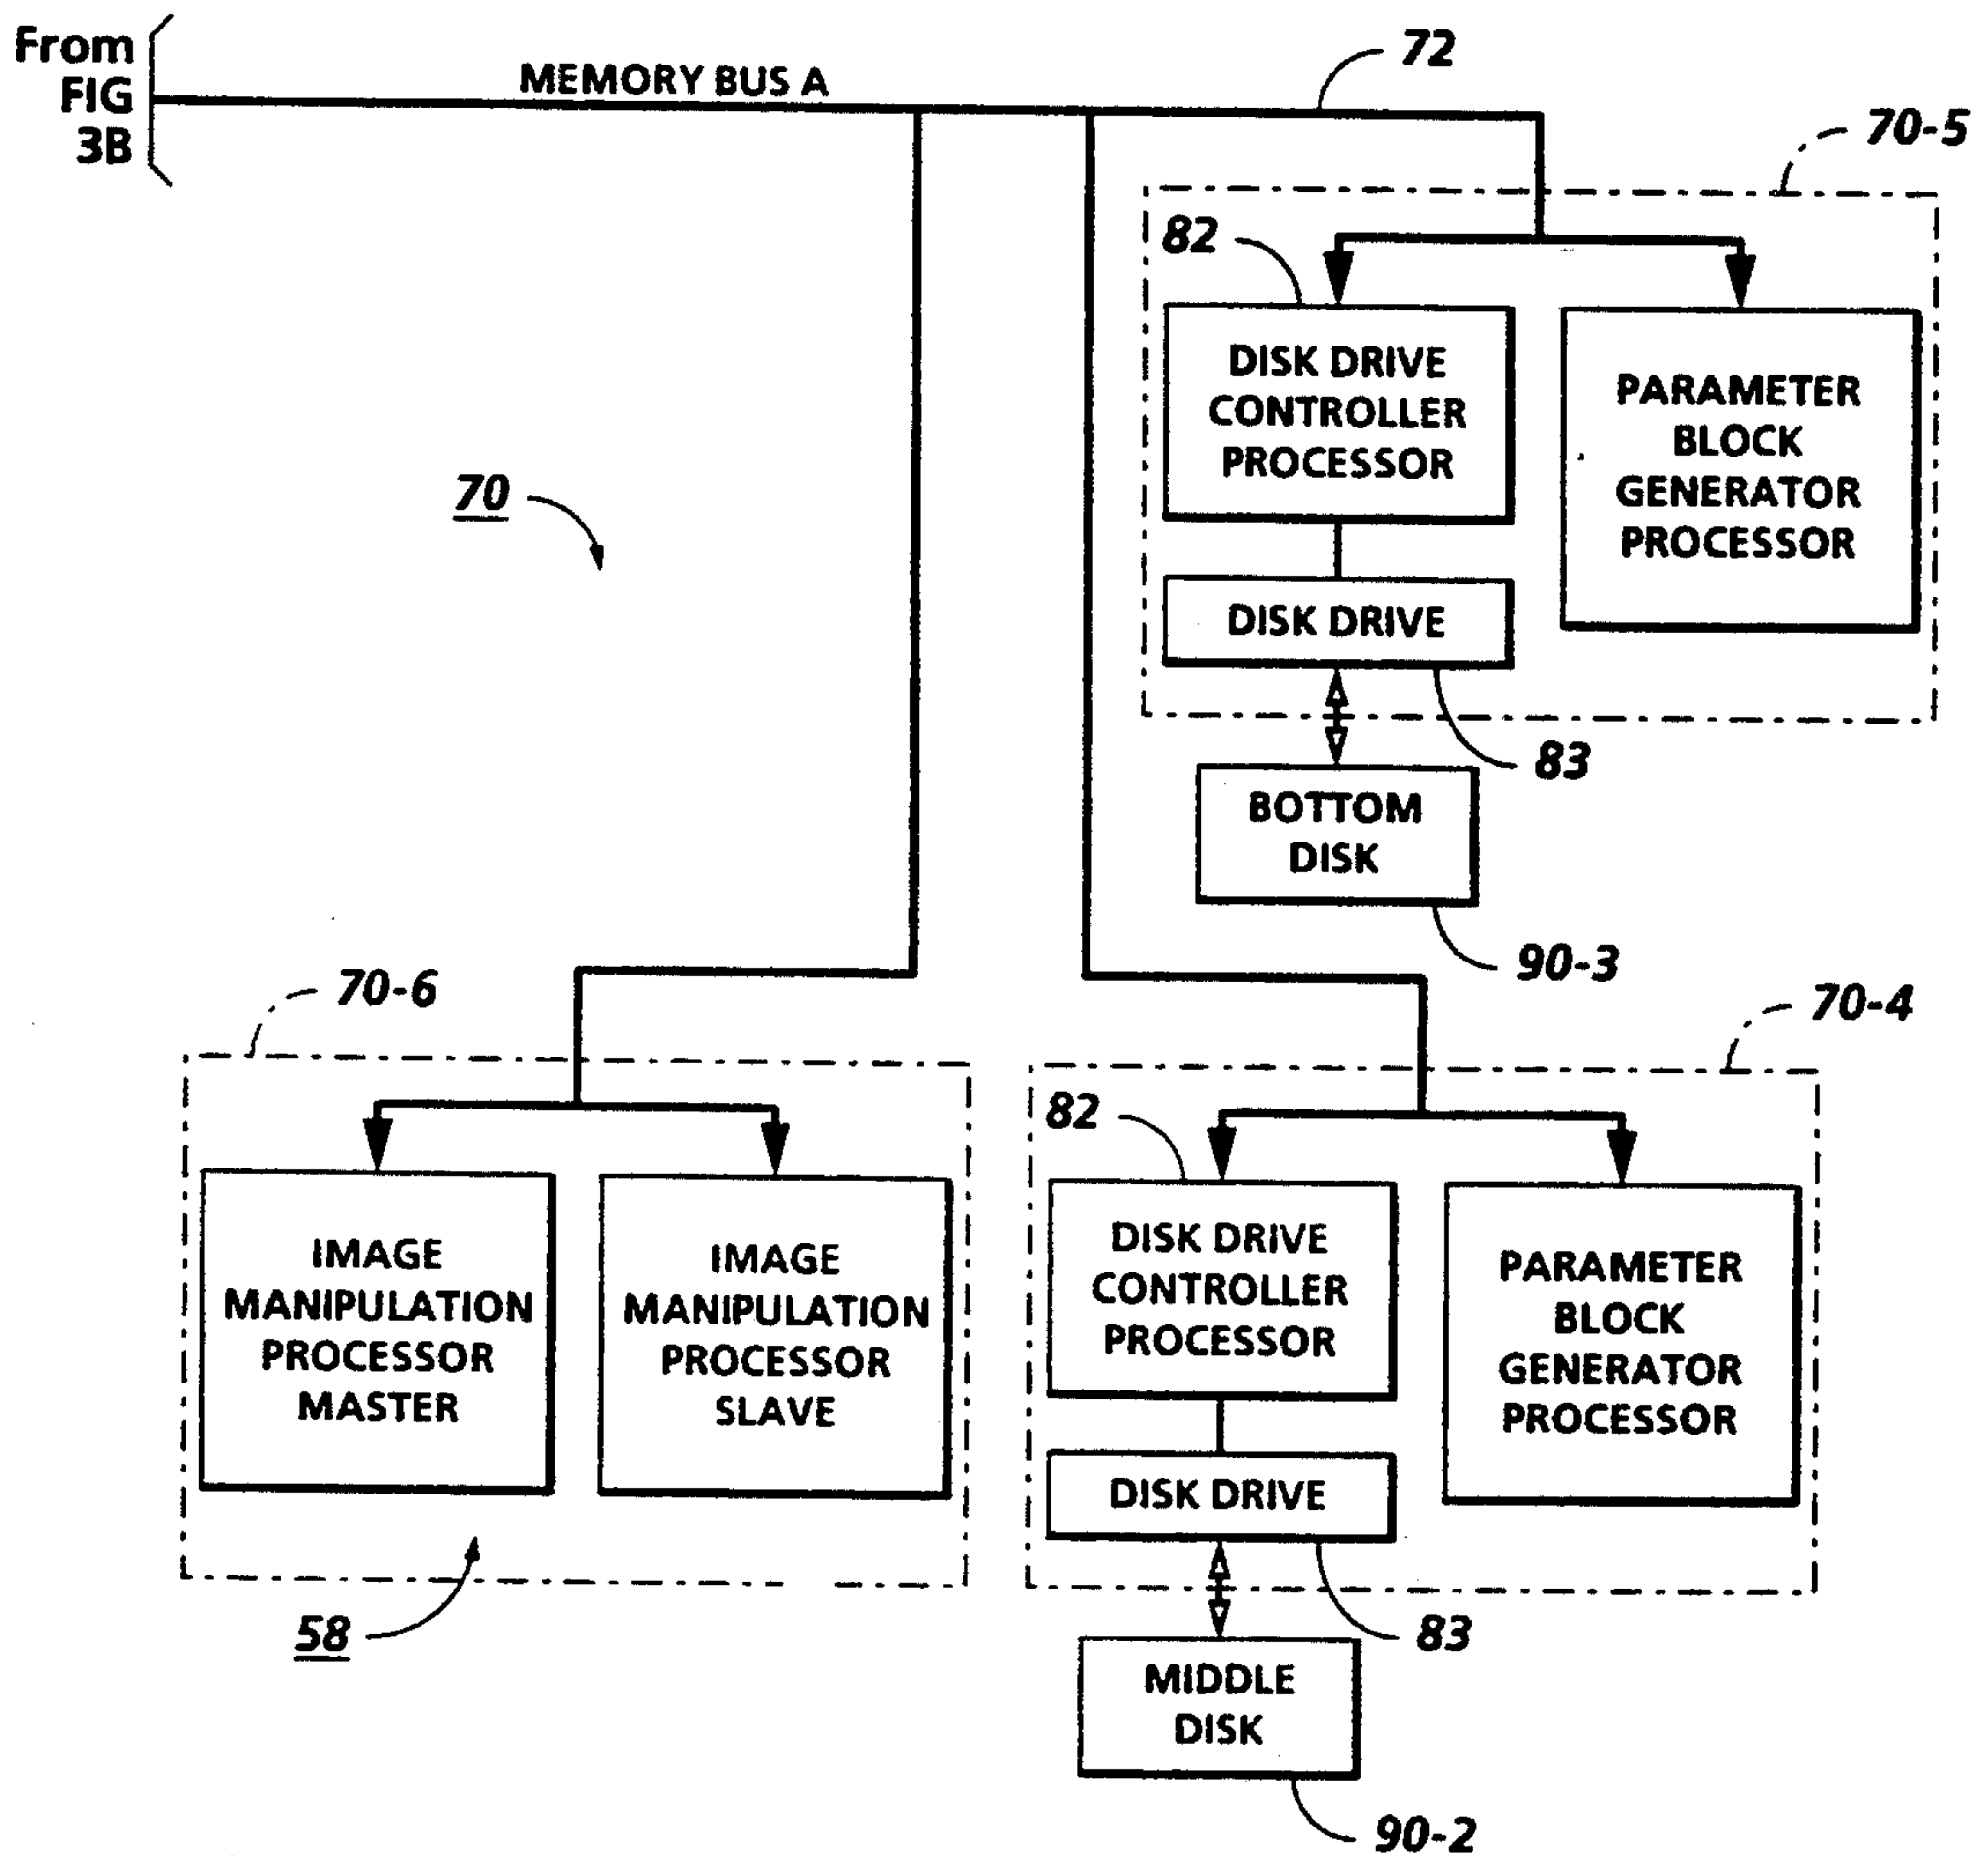 From
FIG
3B
MEMORY BUS A
72
70-5
82
DISK DRIVE
CONTROLLER
PROCESSOR
PARAMETER
BLOCK
GENERATOR
PROCESSOR
70
DISK DRIVE
83
BOTTOM
DISK
90-3
70-6
70-4
82
IMAGE
MANIPULATION
PROCESSOR
MASTER
IMAGE
MANIPULATION
PROCESSOR
SLAVE
DISK DRIVE
CONTROLLER
PROCESSOR
PARAMETER
BLOCK
GENERATOR
PROCESSOR
DISK DRIVE
58
83
MIDDLE
DISK
90-2